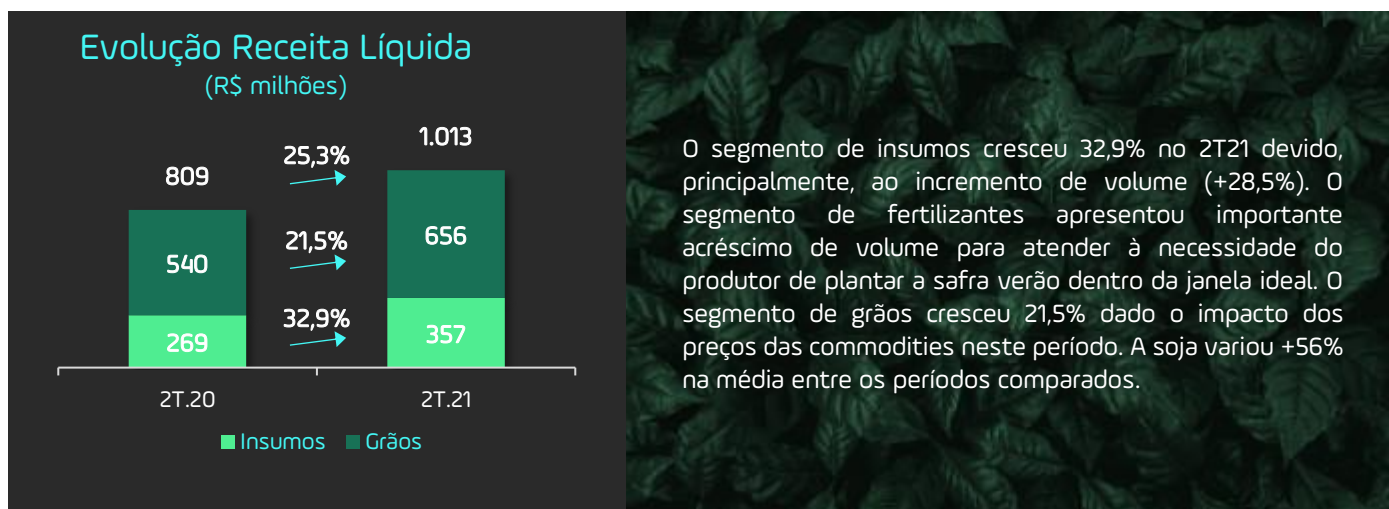 Evolução Receita Líquida
(R$ milhões)
809
25,3%
1.013
540
21,5%
656
269
32,9%
357
2T.20
2T.21
Insumos
Grãos
O segmento de insumos cresceu 32,9% no 2T21 devido,
principalmente, ao incremento de volume (+28,5%). O
segmento de fertilizantes apresentou importante
acréscimo de volume para atender à necessidade do
produtor de plantar a safra verão dentro da janela ideal. O
segmento de grãos cresceu 21,5% dado o impacto dos
preços das commodities neste período. A soja variou +56%
na média entre os períodos comparados.